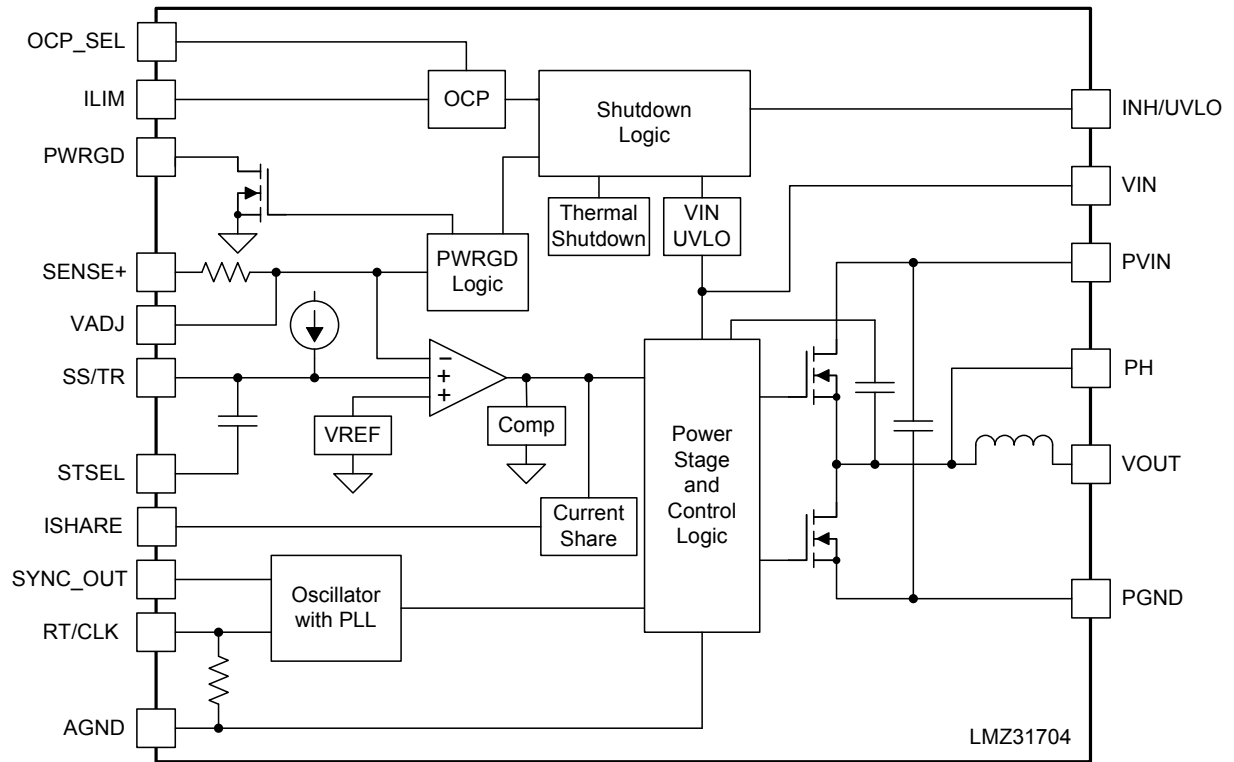 OCP_SEL
ILIM
PWRGD
SENSE+
VADJ
SS/TR
STSEL
ISHARE
SYNC_OUT
RT/CLK
AGND
OCP
Shutdown
Logic
Thermal
Shutdown
VIN
UVLO
PWRGD
Logic
VREF
−
+
+
Comp
Current
Share
Oscillator
with PLL
Power
Stage
and
Control
Logic
INH/UVLO
VIN
PVIN
PH
VOUT
PGND
LMZ31704